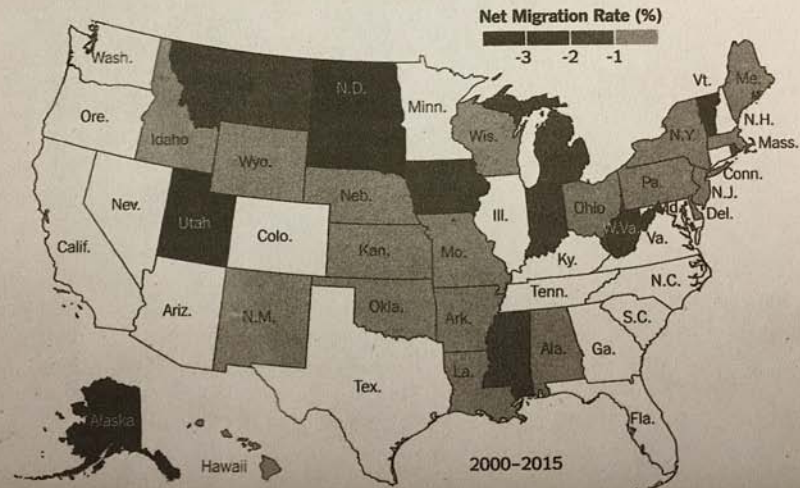 Net Migration Rate (%)
-3 -2 -1
Wash.
N.D.
Minn.
Vt.
Me.
Ore.
Idaho
Wis.
N.Y.
N.H.
Mass.
Wyo.
Conn.
Neb.
Pa.
N.J.
Nev.
Utah
Ill.
Ohio
Md.
Del.
Calif.
Colo.
Kan.
Mo.
W.Va.
Va.
Ky.
N.C.
Ariz.
N.M.
Okla.
Ark.
Tenn.
S.C.
Ala.
Ga.
Tex.
La.
Alaska
Fla.
Hawaii
2000–2015